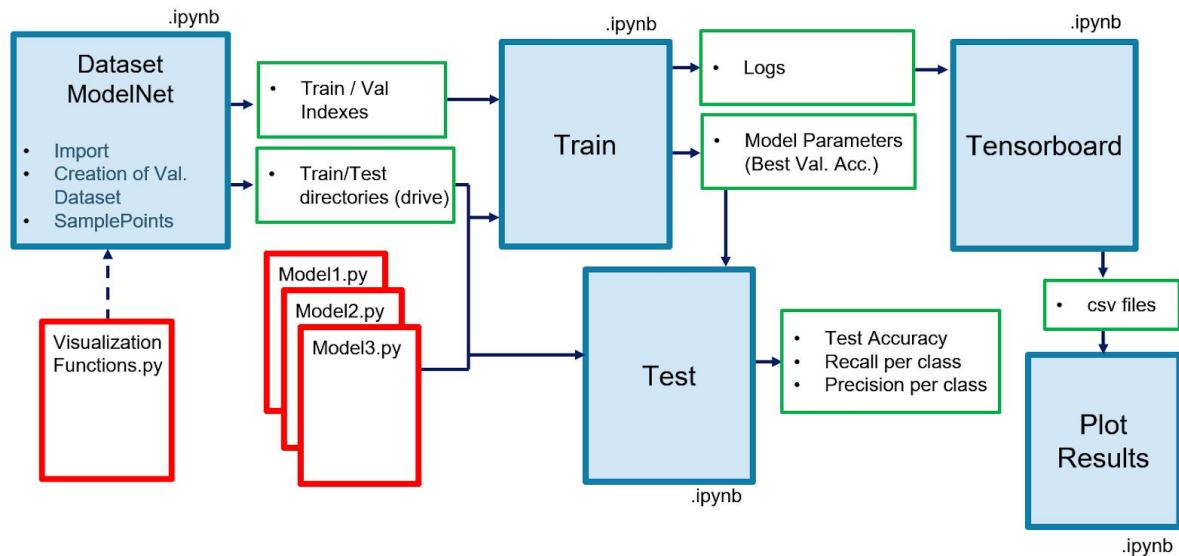 .ipynb
Dataset
ModelNet
• Import
• Creation of Val.
Dataset
• SamplePoints
• Train / Val
Indexes
• Train/Test
directories (drive)
Visualization
Functions.py
Model1.py
Model2.py
Model3.py
.ipynb
Train
• Logs
• Model Parameters
(Best Val. Acc.)
Test
.ipynb
• Test Accuracy
• Recall per class
• Precision per class
.ipynb
Tensorboard
• csv files
Plot
Results
.ipynb